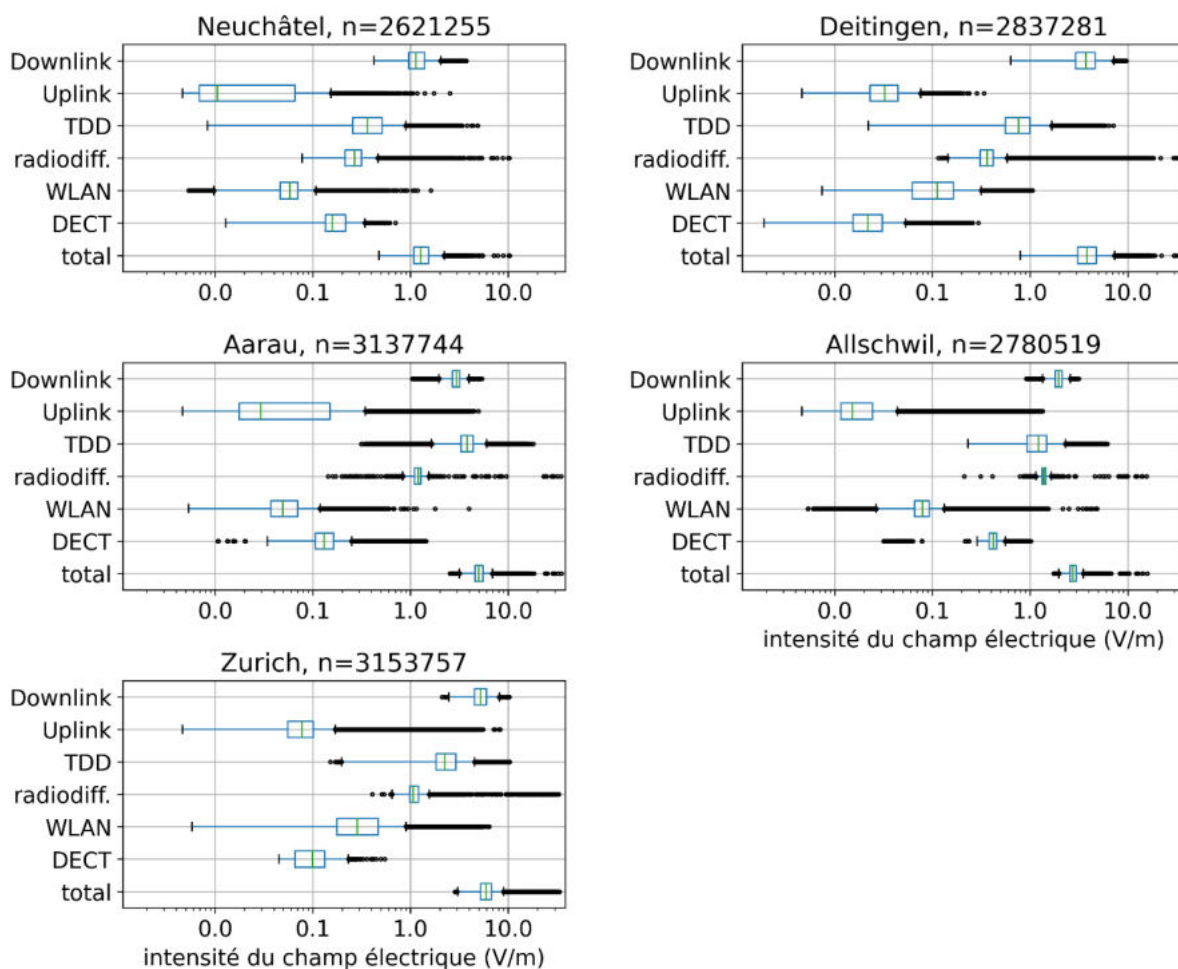 Neuchâtel, n=2621255
Downlink
Uplink
TDD
radiodiff.
WLAN
DECT
total
0.0 0.1 1.0 10.0
Deitingen, n=2837281
Downlink
Uplink
TDD
radiodiff.
WLAN
DECT
total
0.0 0.1 1.0 10.0
Aarau, n=3137744
Downlink
Uplink
TDD
radiodiff.
WLAN
DECT
total
0.0 0.1 1.0 10.0
Allschwil, n=2780519
Downlink
Uplink
TDD
radiodiff.
WLAN
DECT
total
0.0 0.1 1.0 10.0
intensité du champ électrique (V/m)
Zurich, n=3153757
Downlink
Uplink
TDD
radiodiff.
WLAN
DECT
total
0.0 0.1 1.0 10.0
intensité du champ électrique (V/m)